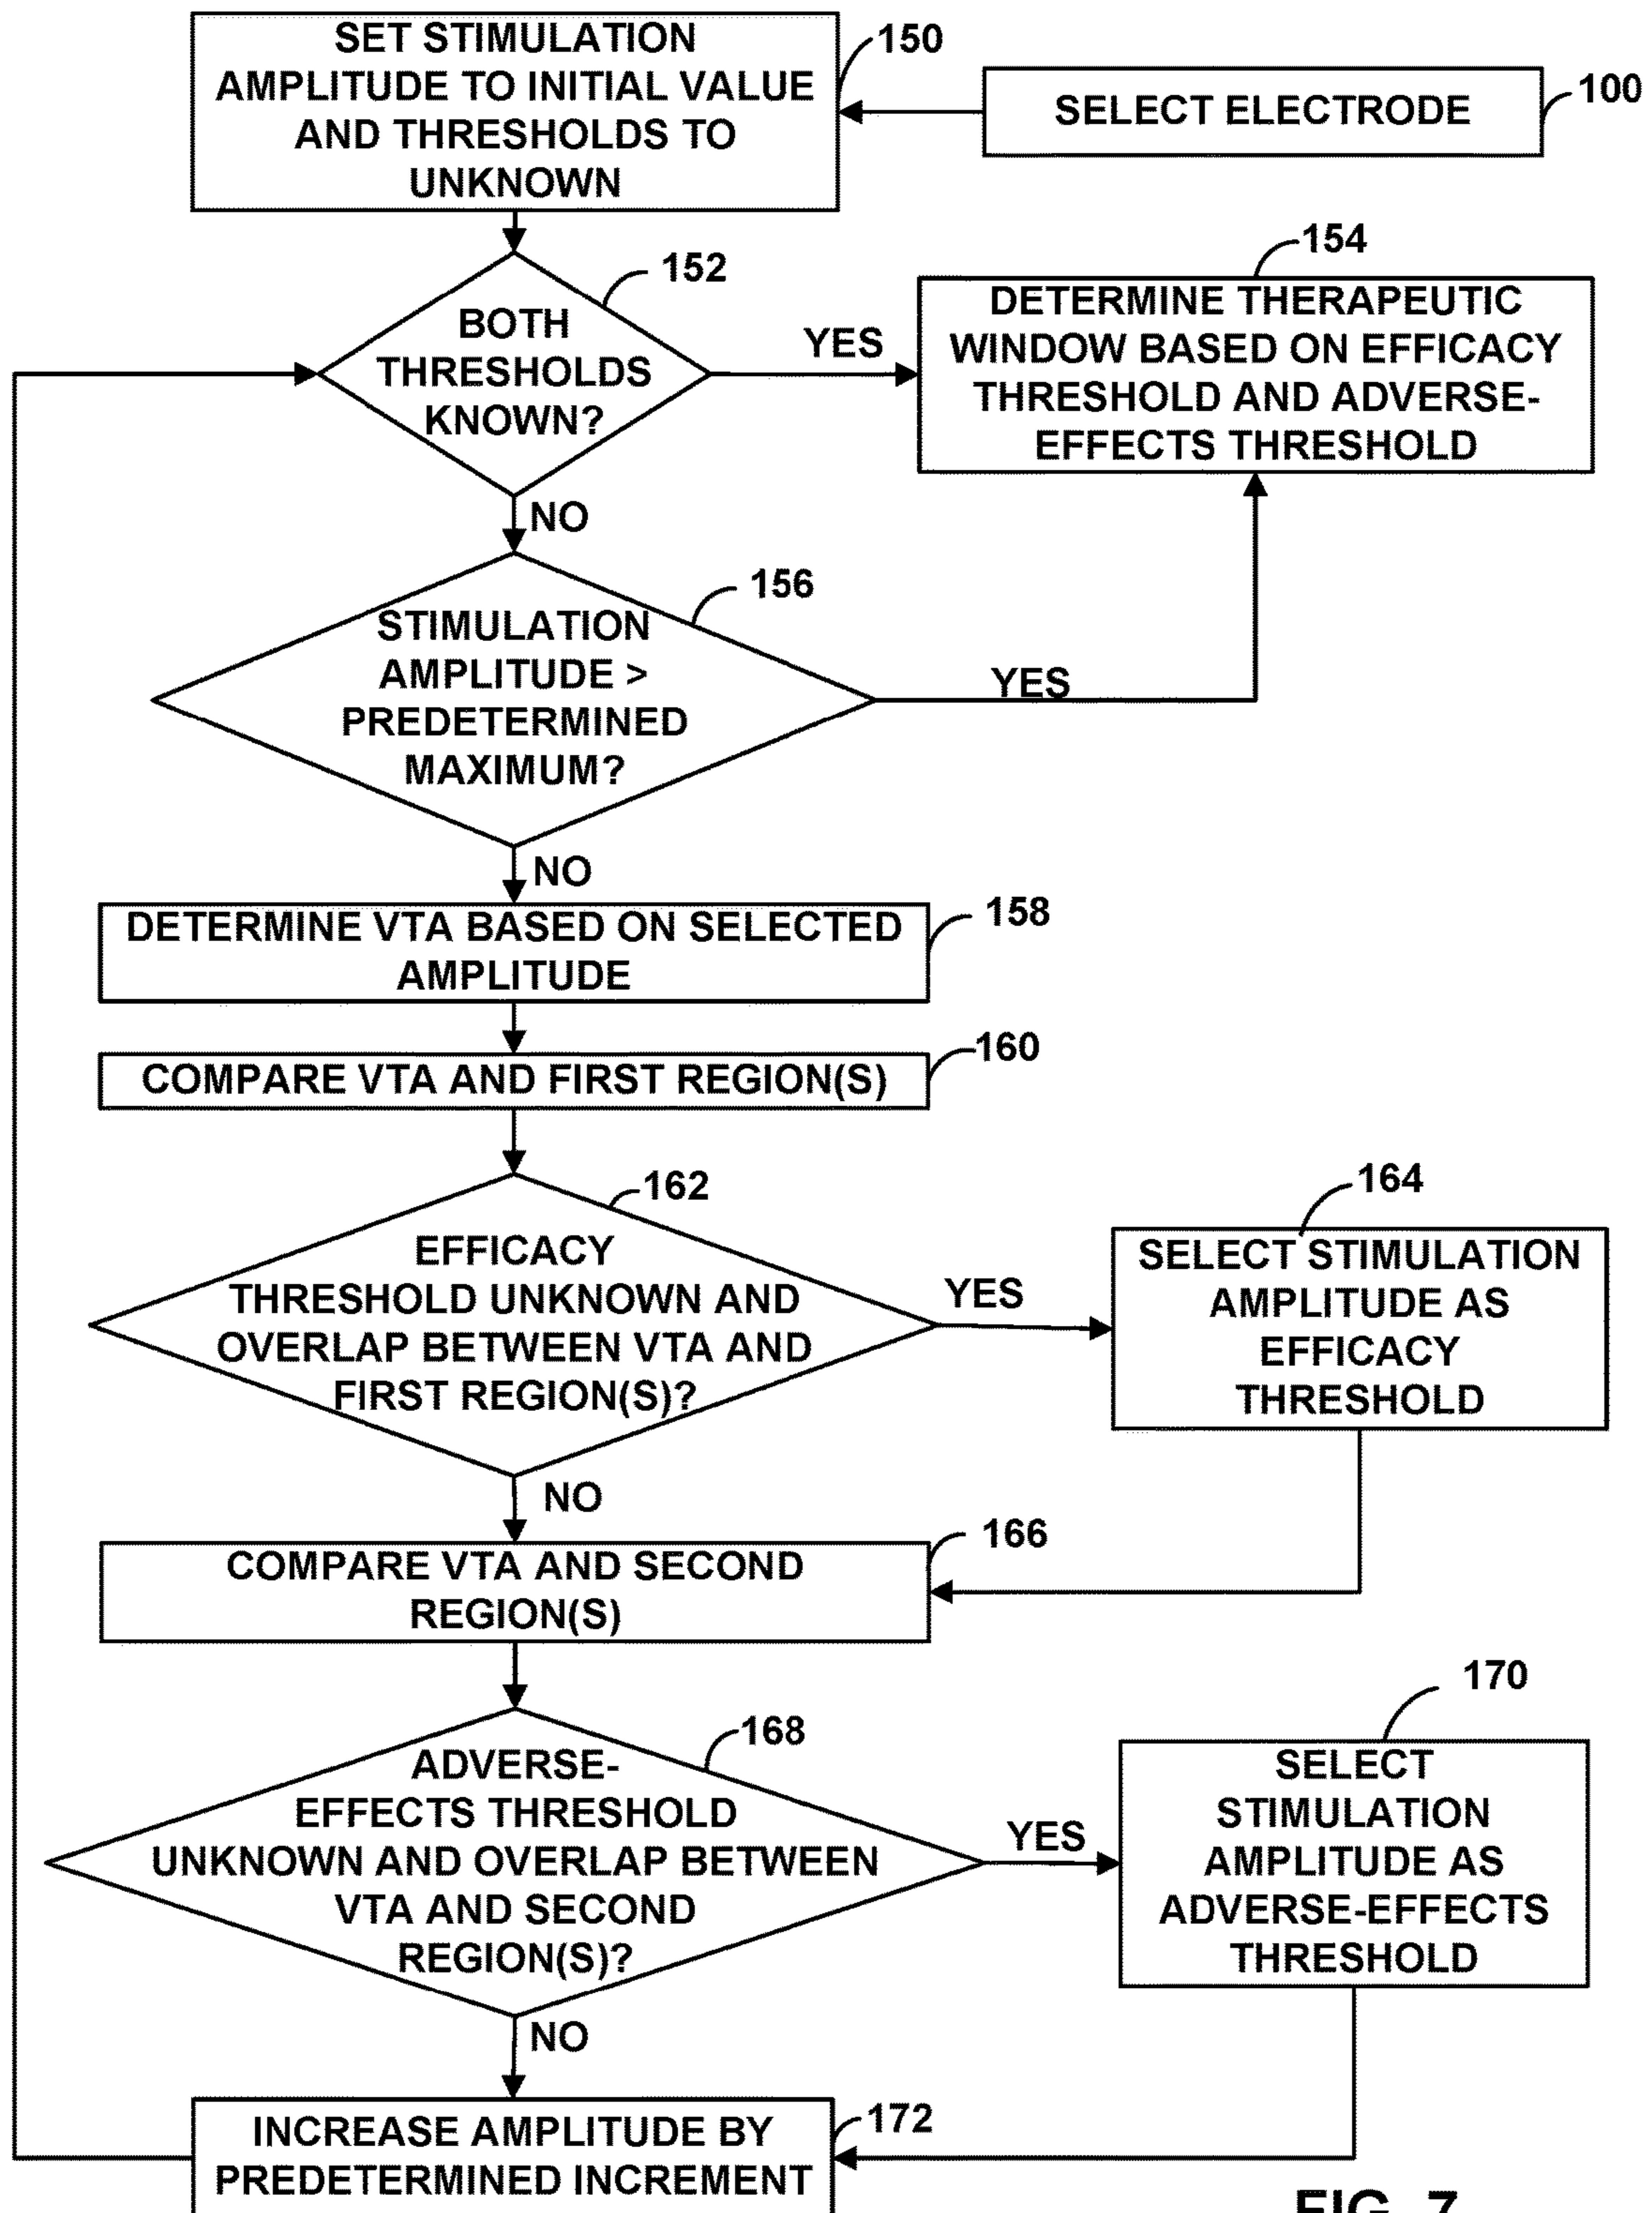 SET STIMULATION
AMPLITUDE TO INITIAL VALUE
AND THRESHOLDS TO
UNKNOWN
150
SELECT ELECTRODE
100
BOTH
THRESHOLDS
KNOWN?
152
YES
154
DETERMINE THERAPEUTIC
WINDOW BASED ON EFFICACY
THRESHOLD AND ADVERSE-
EFFECTS THRESHOLD
NO
156
STIMULATION
AMPLITUDE >
PREDETERMINED
MAXIMUM?
YES
NO
DETERMINE VTA BASED ON SELECTED
AMPLITUDE
158
COMPARE VTA AND FIRST REGION(S)
160
162
EFFICACY
THRESHOLD UNKNOWN AND
OVERLAP BETWEEN VTA AND
FIRST REGION(S)?
YES
164
SELECT STIMULATION
AMPLITUDE AS
EFFICACY
THRESHOLD
NO
COMPARE VTA AND SECOND
REGION(S)
166
168
ADVERSE-
EFFECTS THRESHOLD
UNKNOWN AND OVERLAP BETWEEN
VTA AND SECOND
REGION(S)?
YES
170
SELECT
STIMULATION
AMPLITUDE AS
ADVERSE-EFFECTS
THRESHOLD
NO
INCREASE AMPLITUDE BY
PREDETERMINED INCREMENT
172
FIG. 7